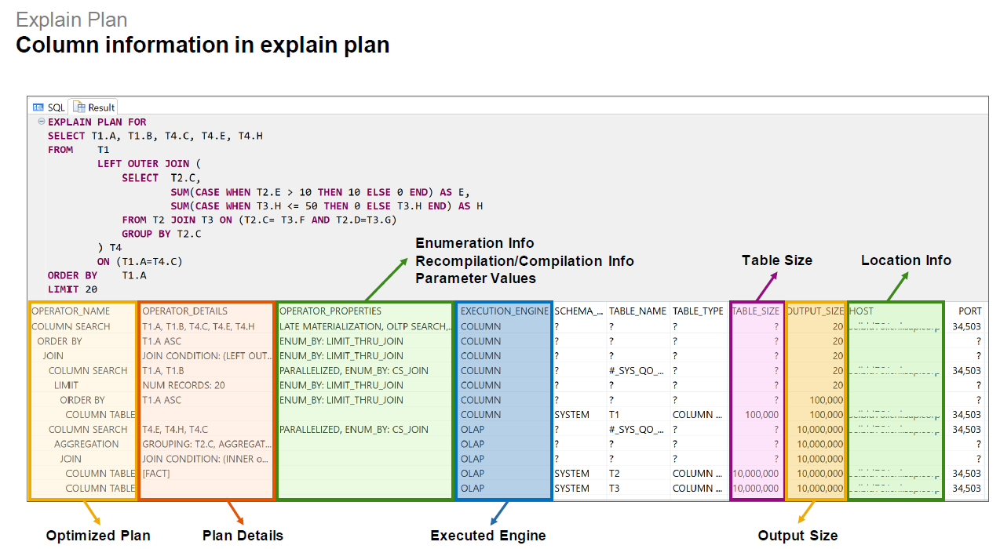 Explain Plan
Column information in explain plan
SQL Result
EXPLAIN PLAN FOR
SELECT T1.A, T1.B, T4.C, T4.E, T4.H
FROM T1
LEFT OUTER JOIN (
SELECT T2.C,
SUM(CASE WHEN T2.E > 10 THEN 10 ELSE 0 END) AS E,
SUM(CASE WHEN T3.H <= 50 THEN 0 ELSE T3.H END) AS H
FROM T2 JOIN T3 ON (T2.C= T3.F AND T2.D=T3.G)
GROUP BY T2.C
) T4
ON (T1.A=T4.C)
ORDER BY T1.A
LIMIT 20
Enumeration Info
Recompilation/Compilation Info
Parameter Values
Table Size
Location Info
OPERATOR_NAME OPERATOR_DETAILS OPERATOR_PROPERTIES EXECUTION_ENGINE SCHEMA_... TABLE_NAME TABLE_TYPE TABLE_SIZE OUTPUT_SIZE HOST PORT
COLUMN SEARCH T1.A, T1.B, T4.C, T4.E, T4.H LATE MATERIALIZATION, OLTP SEARCH,... COLUMN ? ? ? ? 20 34,503
ORDER BY T1.A ASC ENUM_BY: LIMIT_THRU_JOIN COLUMN ? ? ? ? 20 ?
JOIN JOIN CONDITION: (LEFT OUT... ENUM_BY: LIMIT_THRU_JOIN COLUMN ? ? ? ? 20 ?
COLUMN SEARCH T1.A, T1.B PARALLELIZED, ENUM_BY: CS_JOIN COLUMN ? #_SYS_QO_... ? ? 20 34,503
LIMIT NUM RECORDS: 20 ENUM_BY: LIMIT_THRU_JOIN COLUMN ? ? ? ? 20 ?
ORDER BY T1.A ASC ENUM_BY: LIMIT_THRU_JOIN COLUMN ? ? ? ? 100,000 ?
COLUMN TABLE COLUMN SYSTEM T1 COLUMN ... 100,000 100,000 34,503
COLUMN SEARCH T4.E, T4.H, T4.C PARALLELIZED, ENUM_BY: CS_JOIN OLAP ? #_SYS_QO_... ? ? 10,000,000 34,503
AGGREGATION GROUPING: T2.C, AGGREGAT... OLAP ? ? ? ? 10,000,000 ?
JOIN JOIN CONDITION: (INNER o... OLAP ? ? ? ? 10,000,000 ?
COLUMN TABLE [FACT] OLAP SYSTEM T2 COLUMN ... 10,000,000 10,000,000 34,503
COLUMN TABLE OLAP SYSTEM T3 COLUMN ... 10,000,000 10,000,000 34,503
Optimized Plan
Plan Details
Executed Engine
Output Size